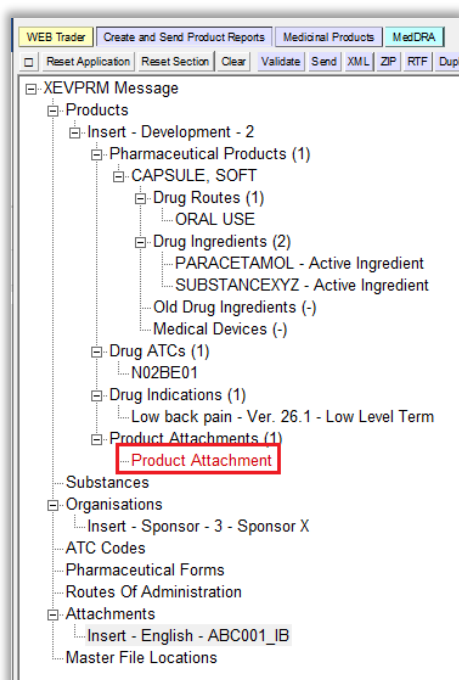 WEB Trader Create and Send Product Reports Medicinal Products MedDRA
Reset Application Reset Section Clear Validate Send XML ZIP RTF Dupl
XEVPRM Message
Products
Insert - Development - 2
Pharmaceutical Products (1)
CAPSULE, SOFT
Drug Routes (1)
ORAL USE
Drug Ingredients (2)
PARACETAMOL - Active Ingredient
SUBSTANCEXYZ - Active Ingredient
Old Drug Ingredients (-)
Medical Devices (-)
Drug ATCs (1)
N02BE01
Drug Indications (1)
Low back pain - Ver. 26.1 - Low Level Term
Product Attachments (1)
Product Attachment
Substances
Organisations
Insert - Sponsor - 3 - Sponsor X
ATC Codes
Pharmaceutical Forms
Routes Of Administration
Attachments
Insert - English - ABC001_IB
Master File Locations